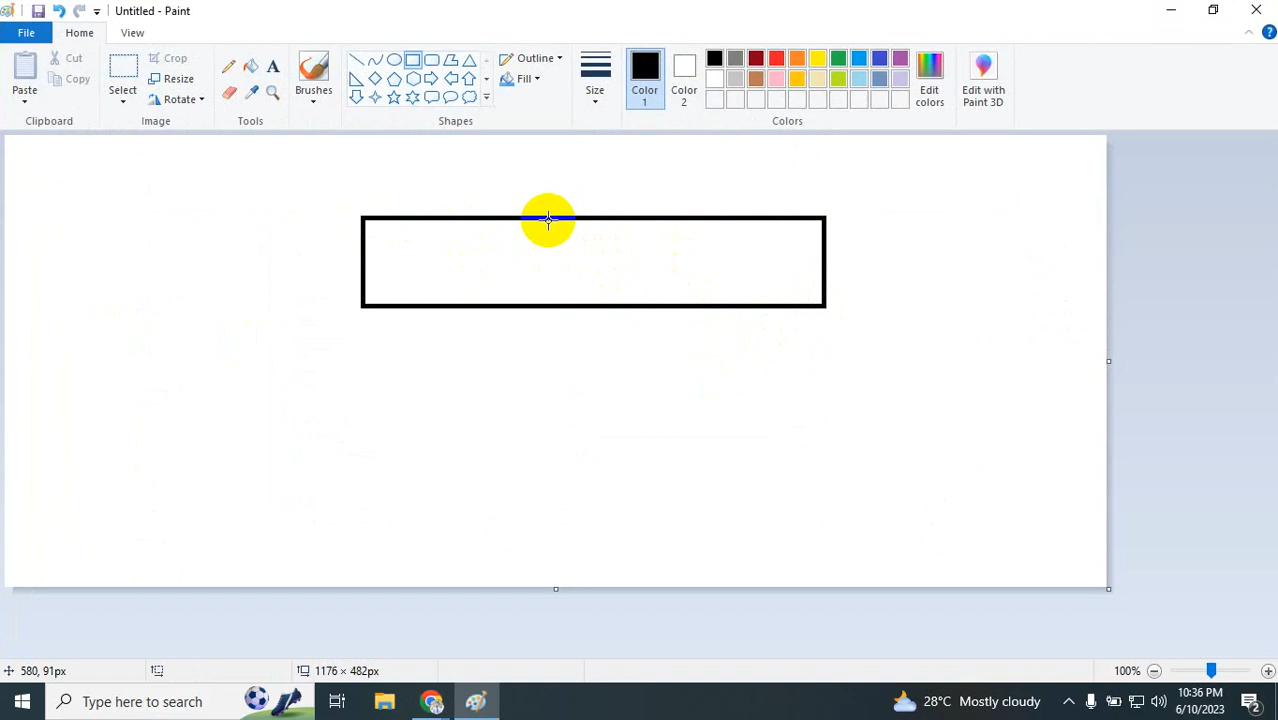 Untitled - Paint
File
Home
View
Paste
Cut
Copy
Clipboard
Select
Crop
Resize
Rotate
Image
Tools
A
Brushes
Shapes
Outline
Fill
Size
Color 1
Color 2
Edit colors
Colors
Edit with Paint 3D
580, 91px
1176 × 482px
100%
Type here to search
28°C Mostly cloudy
10:36 PM
6/10/2023
2